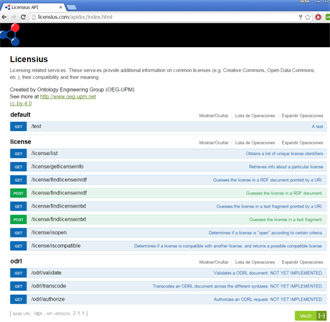 Licensius API
licensius.com/apidoc/index.html
Licensius
Licensing related services. These services provide additional information on common licenses (e.g. Creative Commons, Open Data Commons,
etc.), their compatibility and their meaning.
Created by Ontology Engineering Group (OEG-UPM)
See more at http://www.oeg-upm.net
cc-by-4.0
default Mostrar/Ocultar Lista de Operaciones Expandir Operaciones
GET /test A test
license Mostrar/Ocultar Lista de Operaciones Expandir Operaciones
GET /license/list Obtains a list of unique license identifiers
GET /license/getlicenseinfo Retrieves info about a particular license
GET /license/findlicenseinrdf Guesses the license in a RDF document pointed by a URI.
POST /license/findlicenseinrdf Guesses the license in a RDF document.
GET /license/findlicenseintxt Guesses the license in a text fragment pointed by a URI.
POST /license/findlicenseintxt Guesses the license in a text fragment.
GET /license/isopen Determines if a license is "open" according to certain criteria.
GET /license/iscompatible Determines if a license is compatible with another license, and returns a possible compatible license.
odrl Mostrar/Ocultar Lista de Operaciones Expandir Operaciones
GET /odrl/validate Validates a ODRL document. NOT YET IMPLEMENTED.
GET /odrl/transcode Transcodes an ODRL document across the different syntaxes. NOT YET IMPLEMENTED.
GET /odrl/authorize Authorizes an ODRL request. NOT YET IMPLEMENTED.
[ BASE URL: /api , API VERSION: 2.1.1 ]